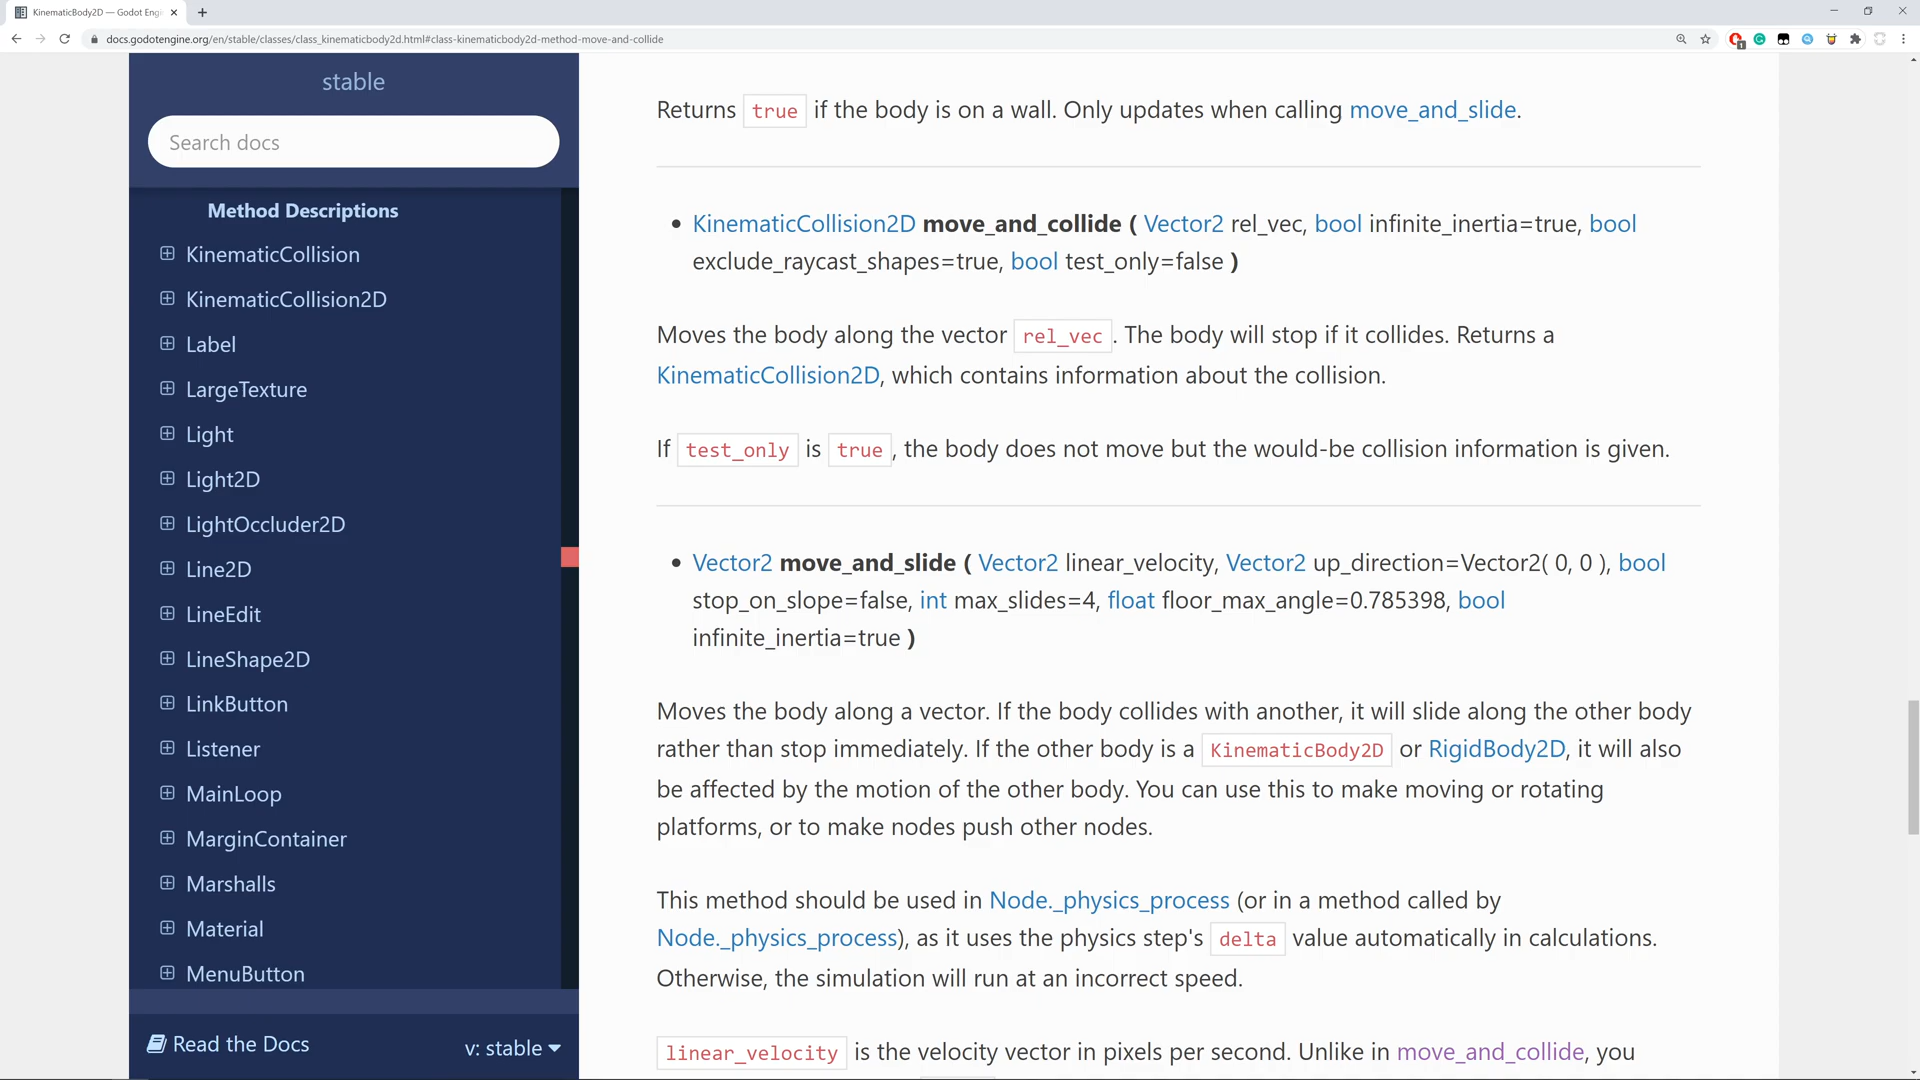 KinematicBody2D — Godot Eng
docs.godotengine.org/en/stable/classes/class_kinematicbody2d.html#class-kinematicbody2d-method-move-and-collide
1
stable
Search docs
Method Descriptions
KinematicCollision
KinematicCollision2D
Label
LargeTexture
Light
Light2D
LightOccluder2D
Line2D
LineEdit
LineShape2D
LinkButton
Listener
MainLoop
MarginContainer
Marshalls
Material
MenuButton
Read the Docs
v: stable
Returns true if the body is on a wall. Only updates when calling move_and_slide.
• KinematicCollision2D move_and_collide ( Vector2 rel_vec, bool infinite_inertia=true, bool
exclude_raycast_shapes=true, bool test_only=false )
Moves the body along the vector rel_vec. The body will stop if it collides. Returns a
KinematicCollision2D, which contains information about the collision.
If test_only is true, the body does not move but the would-be collision information is given.
• Vector2 move_and_slide ( Vector2 linear_velocity, Vector2 up_direction=Vector2( 0, 0 ), bool
stop_on_slope=false, int max_slides=4, float floor_max_angle=0.785398, bool
infinite_inertia=true )
Moves the body along a vector. If the body collides with another, it will slide along the other body
rather than stop immediately. If the other body is a KinematicBody2D or RigidBody2D, it will also
be affected by the motion of the other body. You can use this to make moving or rotating
platforms, or to make nodes push other nodes.
This method should be used in Node._physics_process (or in a method called by
Node._physics_process), as it uses the physics step's delta value automatically in calculations.
Otherwise, the simulation will run at an incorrect speed.
linear_velocity is the velocity vector in pixels per second. Unlike in move_and_collide, you